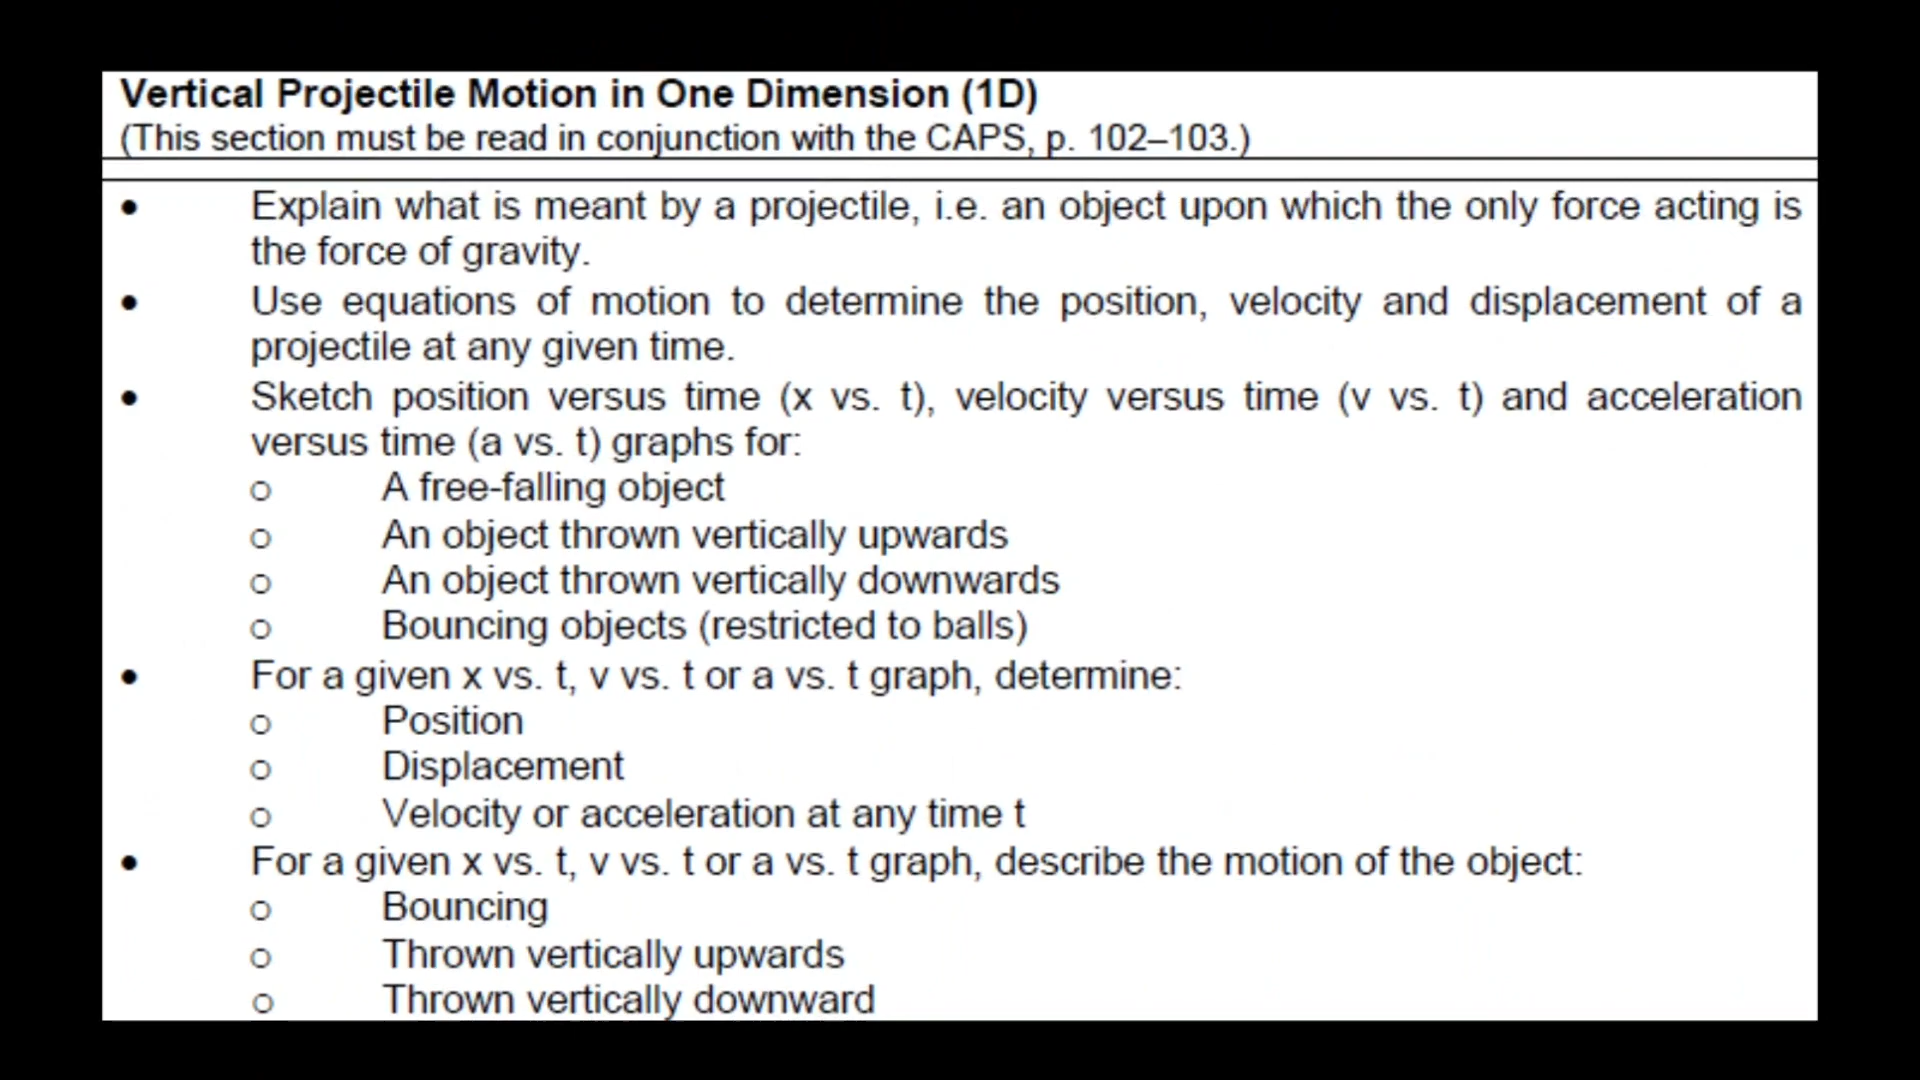 Vertical Projectile Motion in One Dimension (1D)
(This section must be read in conjunction with the CAPS, p. 102–103.)
• Explain what is meant by a projectile, i.e. an object upon which the only force acting is
the force of gravity.
• Use equations of motion to determine the position, velocity and displacement of a
projectile at any given time.
• Sketch position versus time (x vs. t), velocity versus time (v vs. t) and acceleration
versus time (a vs. t) graphs for:
o A free-falling object
o An object thrown vertically upwards
o An object thrown vertically downwards
o Bouncing objects (restricted to balls)
• For a given x vs. t, v vs. t or a vs. t graph, determine:
o Position
o Displacement
o Velocity or acceleration at any time t
• For a given x vs. t, v vs. t or a vs. t graph, describe the motion of the object:
o Bouncing
o Thrown vertically upwards
o Thrown vertically downward